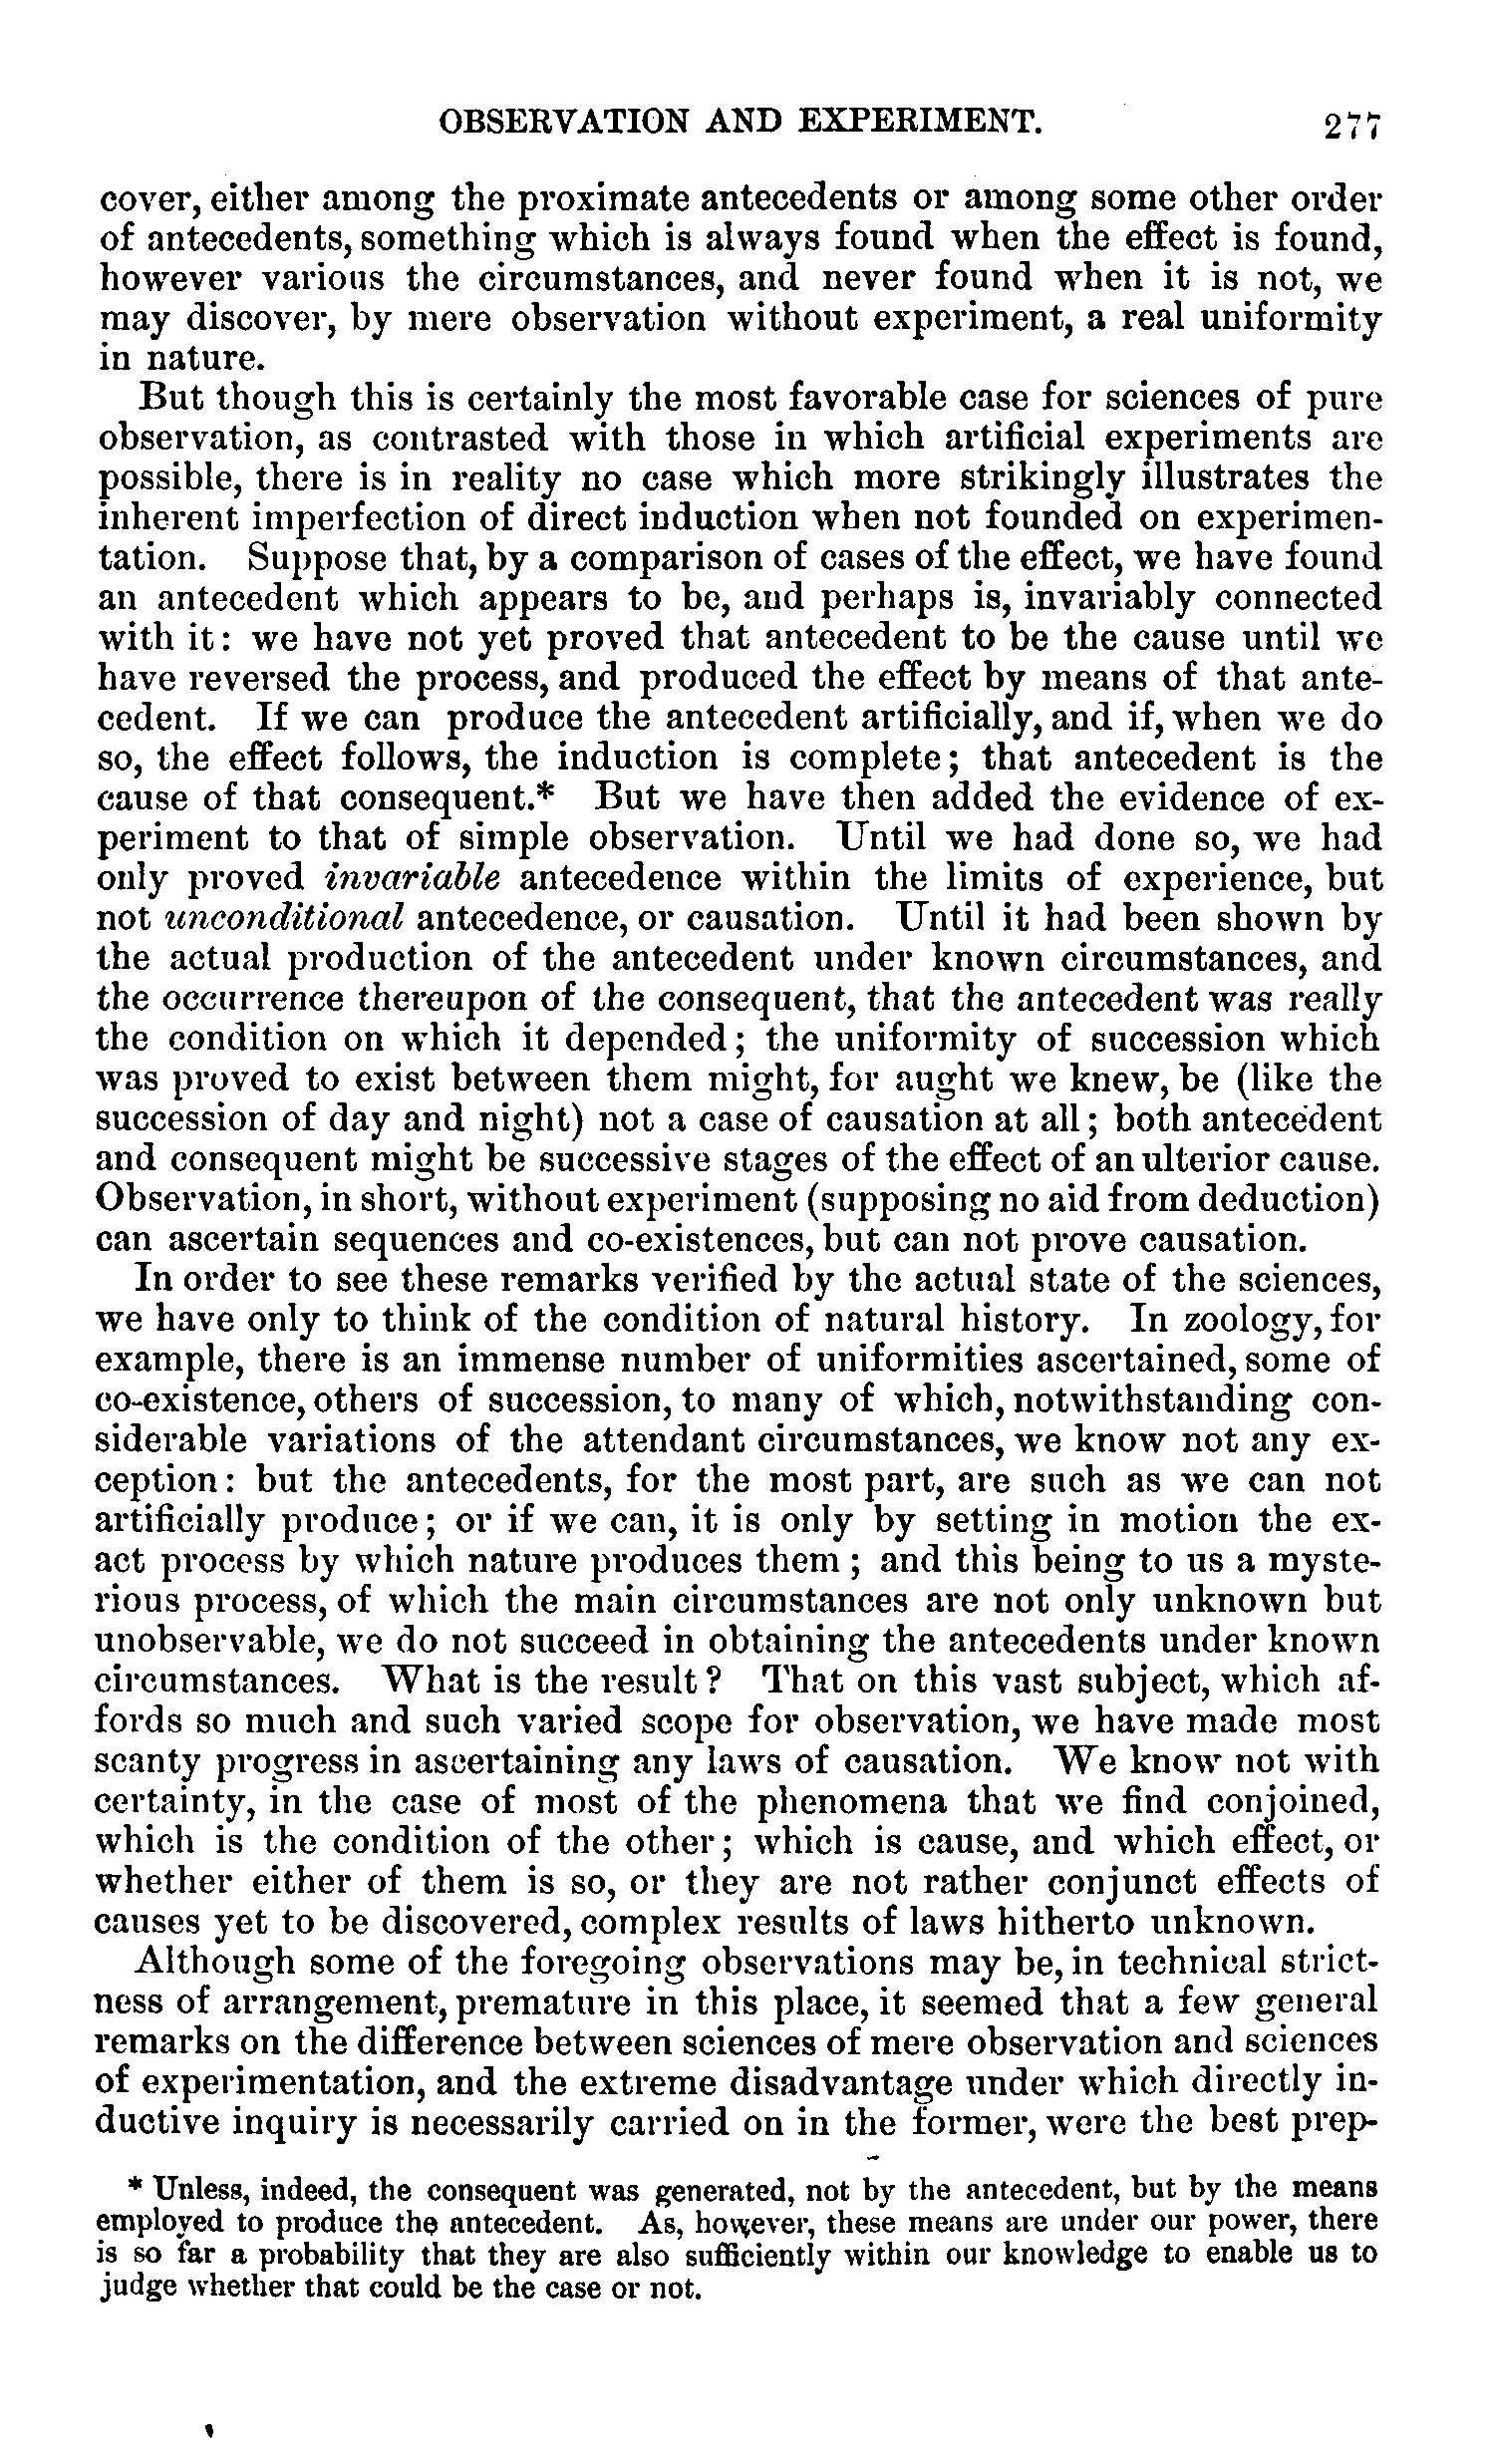 OBSERVATION AND EXPERIMENT. 277
cover, either among the proximate antecedents or among some other order
of antecedents, something which is always found when the effect is found,
however various the circumstances, and never found when it is not, we
may discover, by mere observation without experiment, a real uniformity
in nature.
But though this is certainly the most favorable case for sciences of pure
observation, as contrasted with those in which artificial experiments are
possible, there is in reality no case which more strikingly illustrates the
inherent imperfection of direct induction when not founded on experimen-
tation. Suppose that, by a comparison of cases of the effect, we have found
an antecedent which appears to be, and perhaps is, invariably connected
with it: we have not yet proved that antecedent to be the cause until we
have reversed the process, and produced the effect by means of that ante-
cedent. If we can produce the antecedent artificially, and if, when we do
so, the effect follows, the induction is complete; that antecedent is the
cause of that consequent.* But we have then added the evidence of ex-
periment to that of simple observation. Until we had done so, we had
only proved invariable antecedence within the limits of experience, but
not unconditional antecedence, or causation. Until it had been shown by
the actual production of the antecedent under known circumstances, and
the occurrence thereupon of the consequent, that the antecedent was really
the condition on which it depended; the uniformity of succession which
was proved to exist between them might, for aught we knew, be (like the
succession of day and night) not a case of causation at all; both antecedent
and consequent might be successive stages of the effect of an ulterior cause.
Observation, in short, without experiment (supposing no aid from deduction)
can ascertain sequences and co-existences, but can not prove causation.
In order to see these remarks verified by the actual state of the sciences,
we have only to think of the condition of natural history. In zoology, for
example, there is an immense number of uniformities ascertained, some of
co-existence, others of succession, to many of which, notwithstanding con-
siderable variations of the attendant circumstances, we know not any ex-
ception: but the antecedents, for the most part, are such as we can not
artificially produce; or if we can, it is only by setting in motion the ex-
act process by which nature produces them; and this being to us a myste-
rious process, of which the main circumstances are not only unknown but
unobservable, we do not succeed in obtaining the antecedents under known
circumstances. What is the result? That on this vast subject, which af-
fords so much and such varied scope for observation, we have made most
scanty progress in ascertaining any laws of causation. We know not with
certainty, in the case of most of the phenomena that we find conjoined,
which is the condition of the other; which is cause, and which effect, or
whether either of them is so, or they are not rather conjunct effects of
causes yet to be discovered, complex results of laws hitherto unknown.
Although some of the foregoing observations may be, in technical strict-
ness of arrangement, premature in this place, it seemed that a few general
remarks on the difference between sciences of mere observation and sciences
of experimentation, and the extreme disadvantage under which directly in-
ductive inquiry is necessarily carried on in the former, were the best prep-
* Unless, indeed, the consequent was generated, not by the antecedent, but by the means
employed to produce the antecedent. As, however, these means are under our power, there
is so far a probability that they are also sufficiently within our knowledge to enable us to
judge whether that could be the case or not.